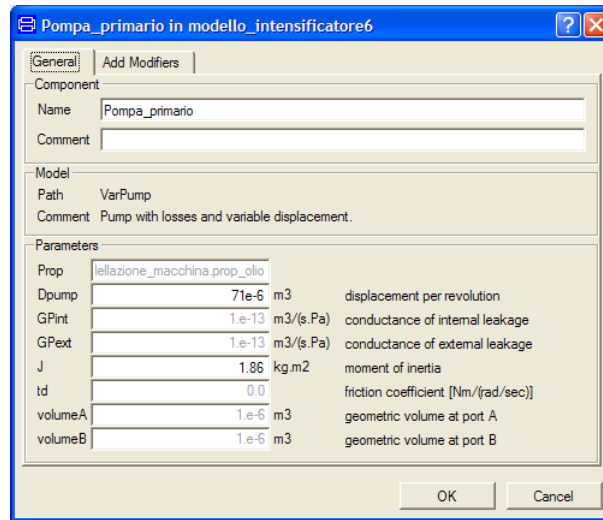 Pompa_primario in modello_intensificatore6
General Add Modifiers
Component
Name Pompa_primario
Comment
Model
Path VarPump
Comment Pump with losses and variable displacement.
Parameters
Prop lellazione_macchina.prop_olio
Dpump 71e-6 m3 displacement per revolution
GPint 1.e-13 m3/(s.Pa) conductance of internal leakage
GPext 1.e-13 m3/(s.Pa) conductance of external leakage
J 1.86 kg.m2 moment of inertia
td 0.0 friction coefficient [Nm/(rad/sec)]
volumeA 1.e-6 m3 geometric volume at port A
volumeB 1.e-6 m3 geometric volume at port B
OK Cancel